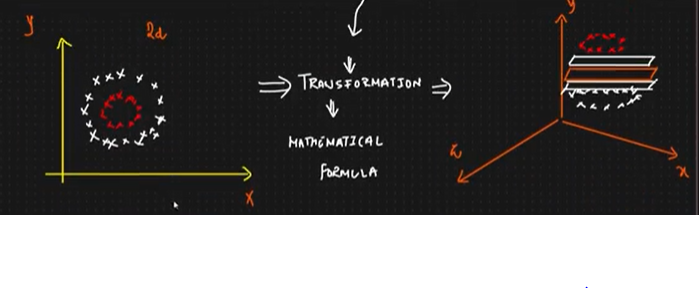 y
2d
y
⇒ TRANSFORMATION ⇒
MATHEMATICAL
FORMULA
z
x
X